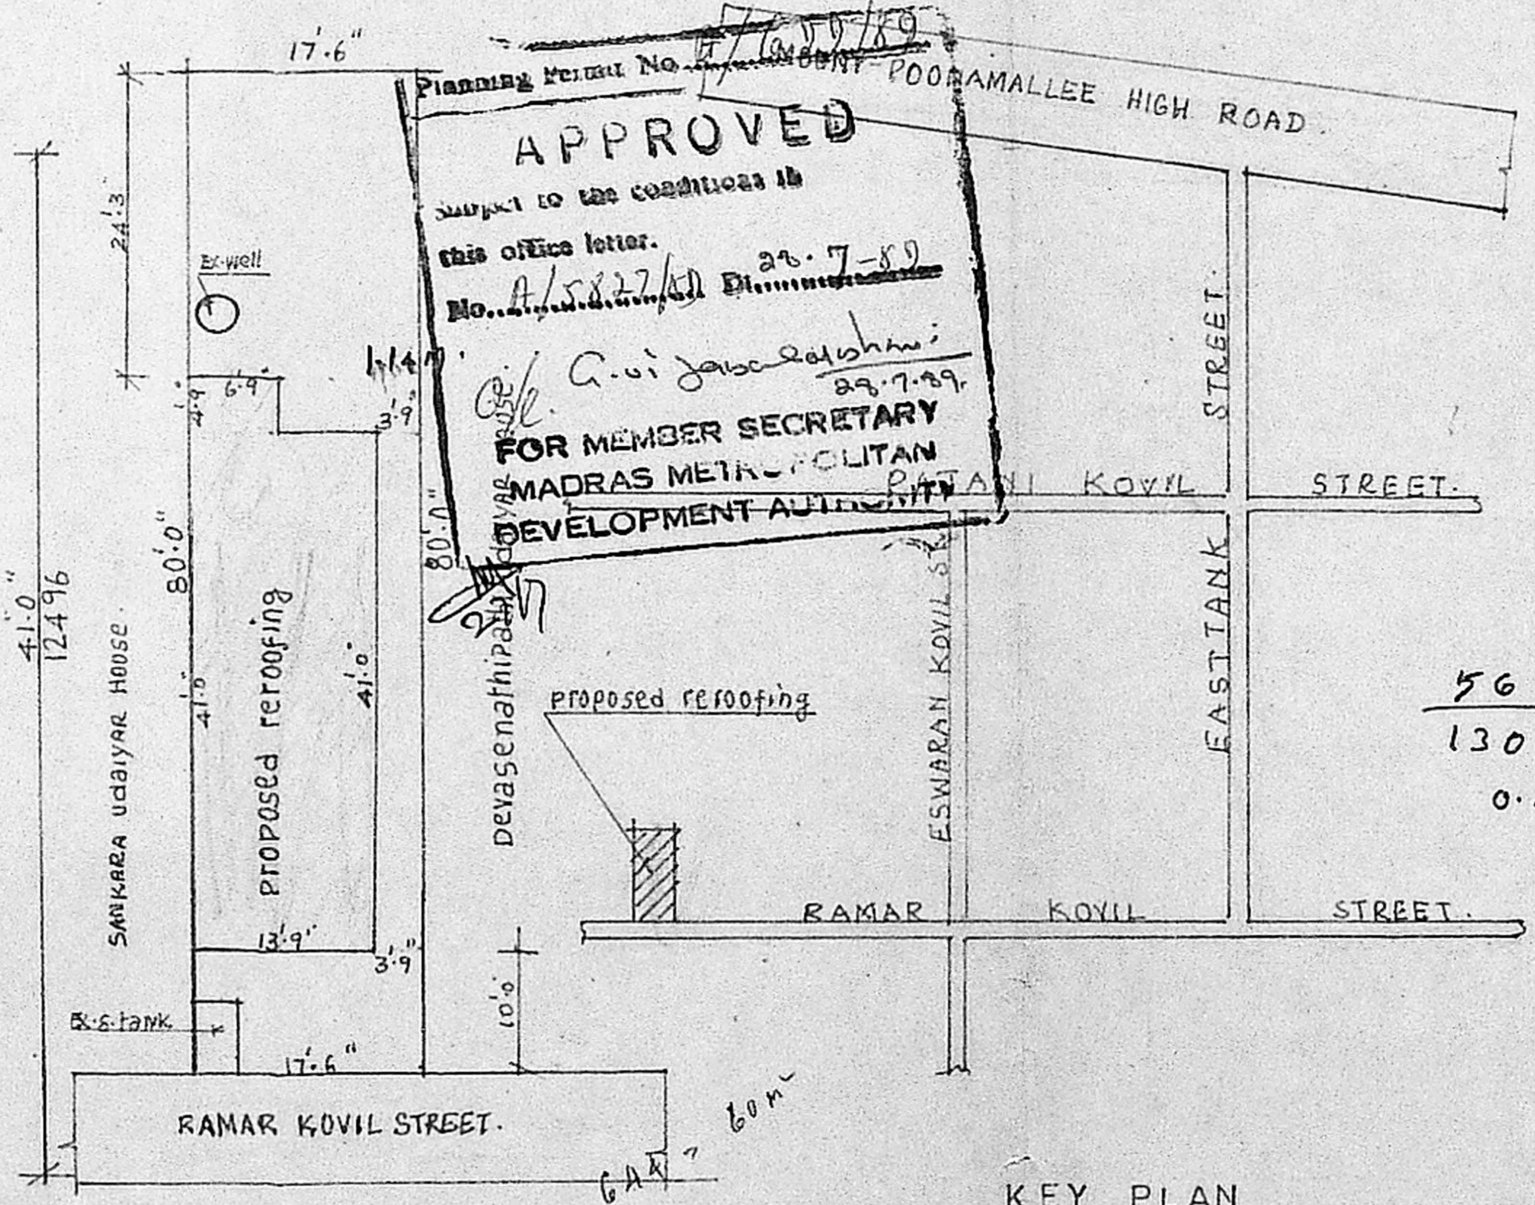 17'.6"
24'.3
Ex-well
4'.9"
6'.9"
3'.9"
80'.0"
80'.0"
41.0"
12496
SANKARA udaiyAR HOUSE.
41'.0"
proposed reroofing
41'.0"
13'.9"
3'.9"
Ex.s.tank
17'.6"
10'.0
RAMAR KOVIL STREET.
Planning Permit No
APPROVED
Subject to the conditions in
this office letter.
No. A/5827/89 Dt. 28.7-89
28.7.89.
FOR MEMBER SECRETARY
MADRAS METROPOLITAN
DEVELOPMENT AUTHORITY
POONAMALLEE HIGH ROAD.
STREET.
EASTTANK
KOVIL STREET.
ESWARAN KOVIL ST
proposed reroofing
RAMAR KOVIL STREET.
56
130
0.
60 m²
KEY PLAN